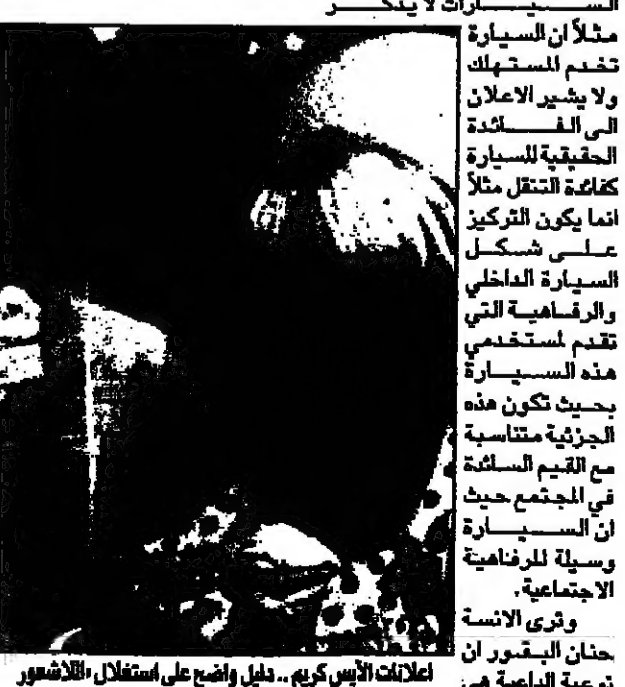 السيارات لا يذكر
مثلاً ان السيارة
تخدم المستهلك
ولا يشير الاعلان
الى الفائدة
الحقيقية للسيارة
كفائدة التنقل مثلاً
انما يكون التركيز
على شكل
السيارة الداخلي
والرفاهية التي
تقدم لمستخدمي
هذه السيارة
بحيث تكون هذه
الجزئية متناسبة
مع القيم السائدة
في المجتمع حيث
ان السيارة
وسيلة للرفاهية
الاجتماعية.
وترى الانسة
حنان البقور ان
في
اعلانات الآيس كريم .. دليل واضح على استغلال «اللاشعور